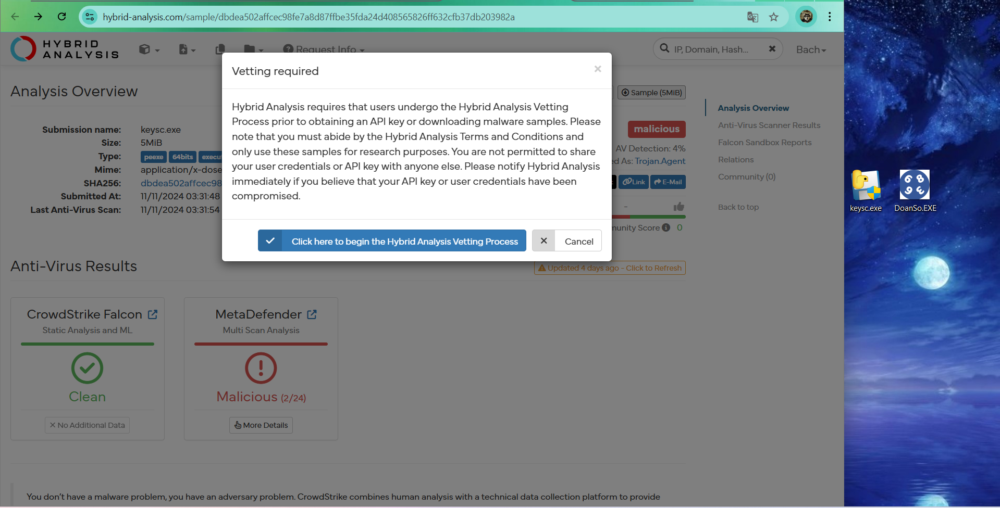 hybrid-analysis.com/sample/dbdea502affcec98fe7a8d87ffbe35fda24d408565826ff632cfb37db203982a
HYBRID
ANALYSIS
Request Info
IP, Domain, Hash...
Bach
Vetting required
Hybrid Analysis requires that users undergo the Hybrid Analysis Vetting
Process prior to obtaining an API key or downloading malware samples. Please
note that you must abide by the Hybrid Analysis Terms and Conditions and
only use these samples for research purposes. You are not permitted to share
your user credentials or API key with anyone else. Please notify Hybrid Analysis
immediately if you believe that your API key or user credentials have been
compromised.
Click here to begin the Hybrid Analysis Vetting Process
Cancel
Analysis Overview
Submission name: keysc.exe
Size: 5MiB
Type: peexe 64bits execut
Mime: application/x-dose
SHA256: dbdea502affcec98
Submitted At: 11/11/2024 03:31:48
Last Anti-Virus Scan: 11/11/2024 03:31:54
Sample (5MiB)
malicious
AV Detection: 4%
ed As: Trojan.Agent
Link
E-Mail
-
munity Score 0
Analysis Overview
Anti-Virus Scanner Results
Falcon Sandbox Reports
Relations
Community (0)
Back to top
keysc.exe
6 8
9 3
DoanSo.EXE
Anti-Virus Results
Updated 4 days ago - Click to Refresh
CrowdStrike Falcon
Static Analysis and ML
Clean
No Additional Data
MetaDefender
Multi Scan Analysis
Malicious (2/24)
More Details
You don’t have a malware problem, you have an adversary problem. CrowdStrike combines human analysis with a technical data collection platform to provide